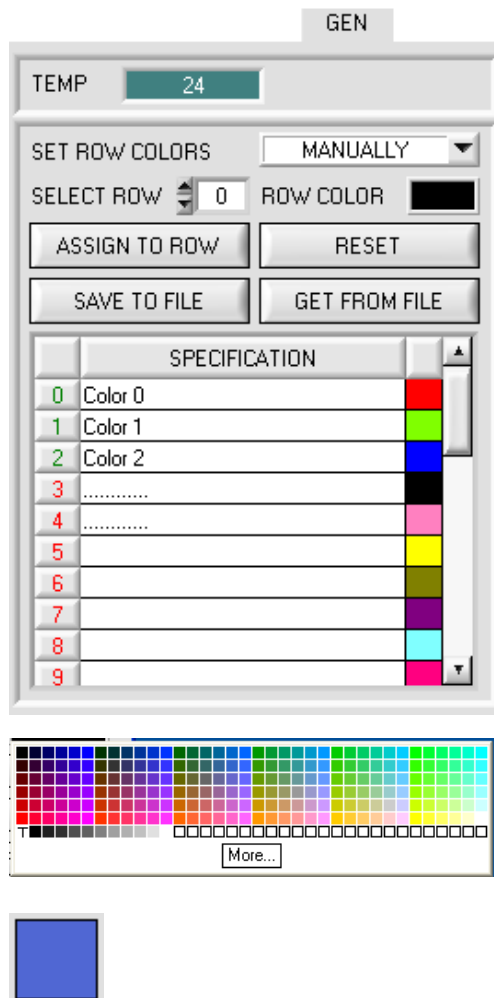 GEN
TEMP 24
SET ROW COLORS MANUALLY
SELECT ROW 0 ROW COLOR
ASSIGN TO ROW RESET
SAVE TO FILE GET FROM FILE
SPECIFICATION
0 Color 0
1 Color 1
2 Color 2
3 ............
4 ............
5
6
7
8
9
T
More...